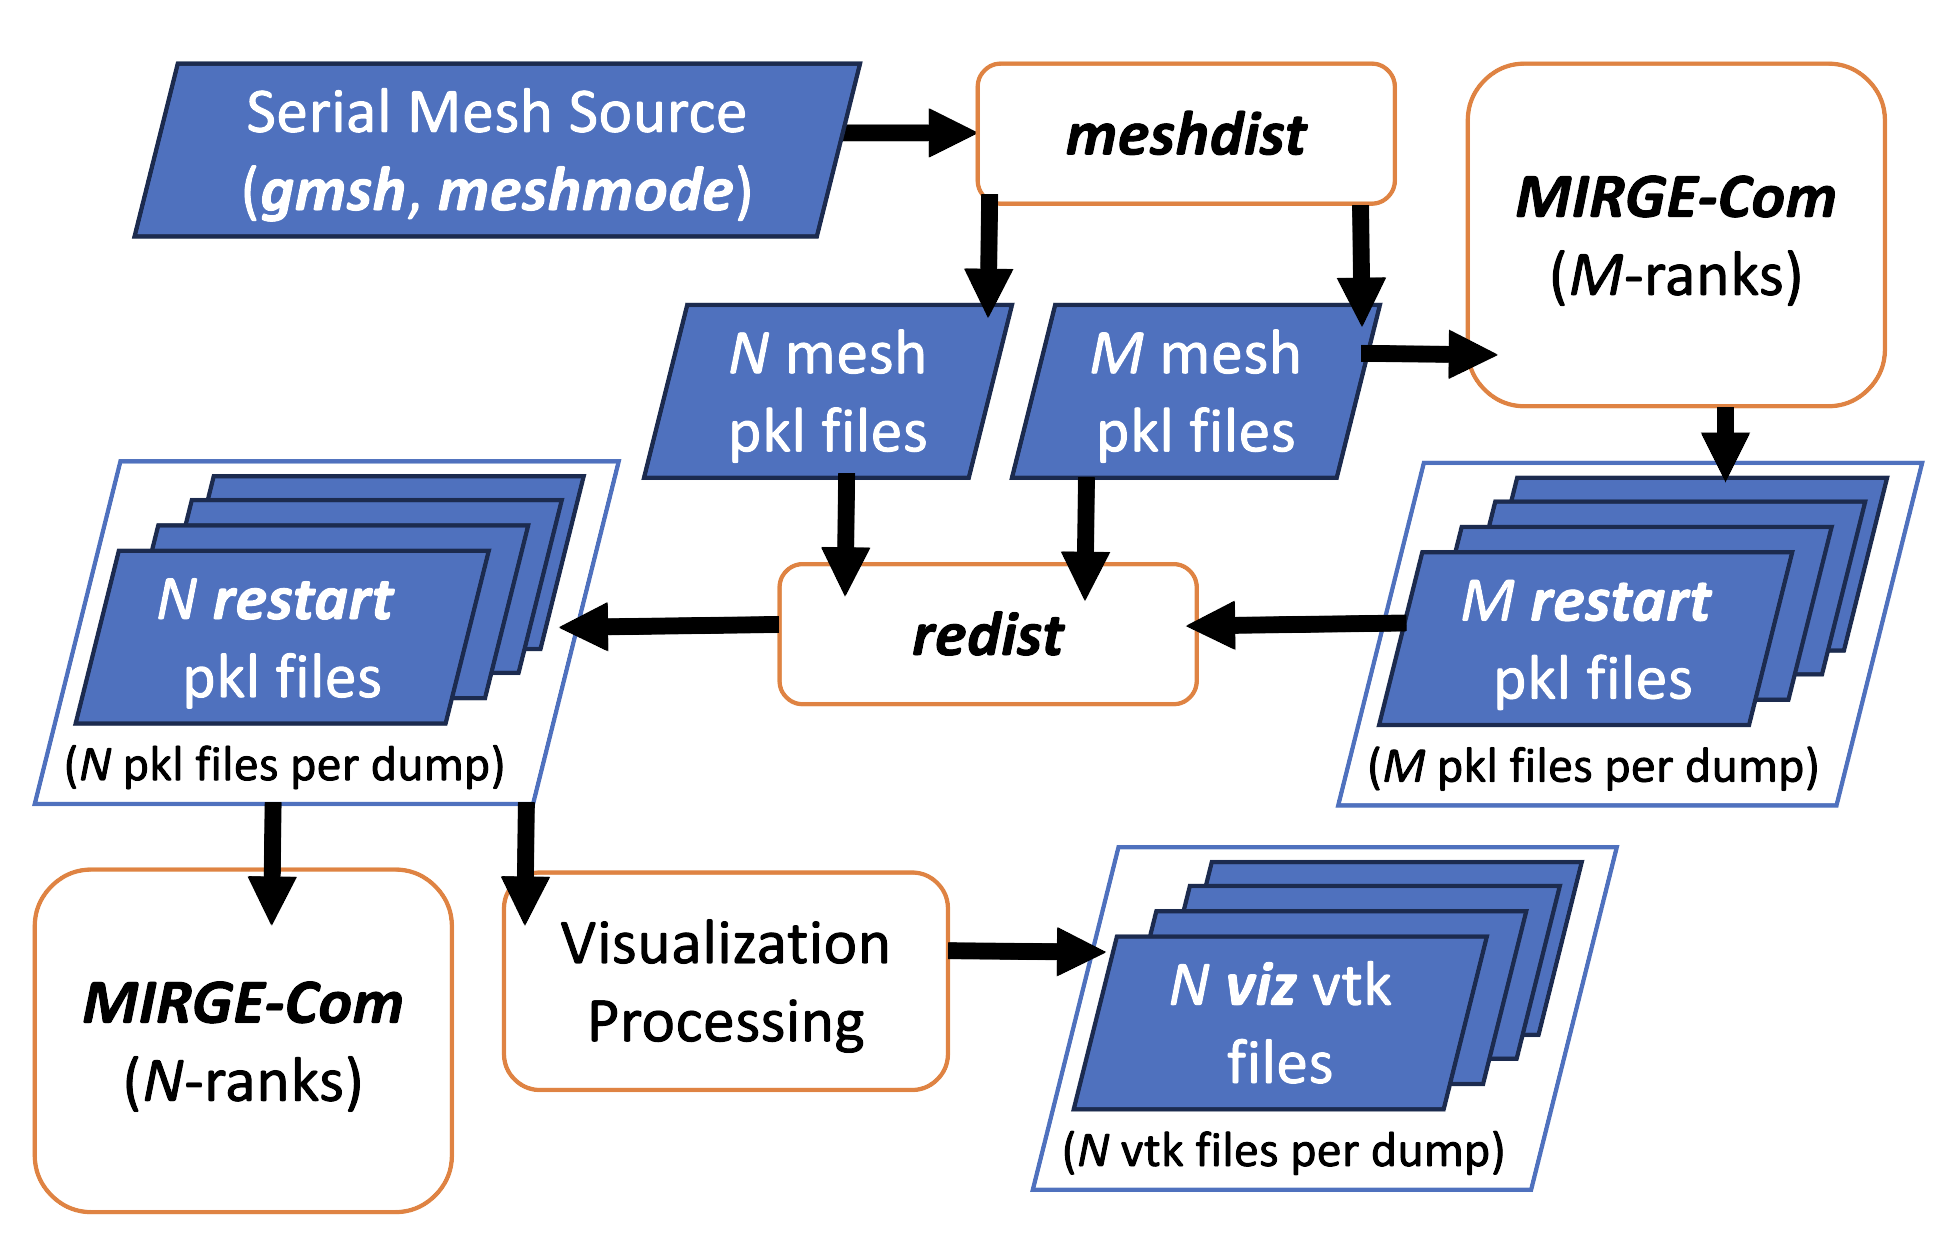 Serial Mesh Source
(gmsh, meshmode)
meshdist
MIRGE-Com
(M-ranks)
N mesh
pkl files
M mesh
pkl files
N restart
pkl files
(N pkl files per dump)
redist
M restart
pkl files
(M pkl files per dump)
MIRGE-Com
(N-ranks)
Visualization
Processing
N viz vtk
files
(N vtk files per dump)